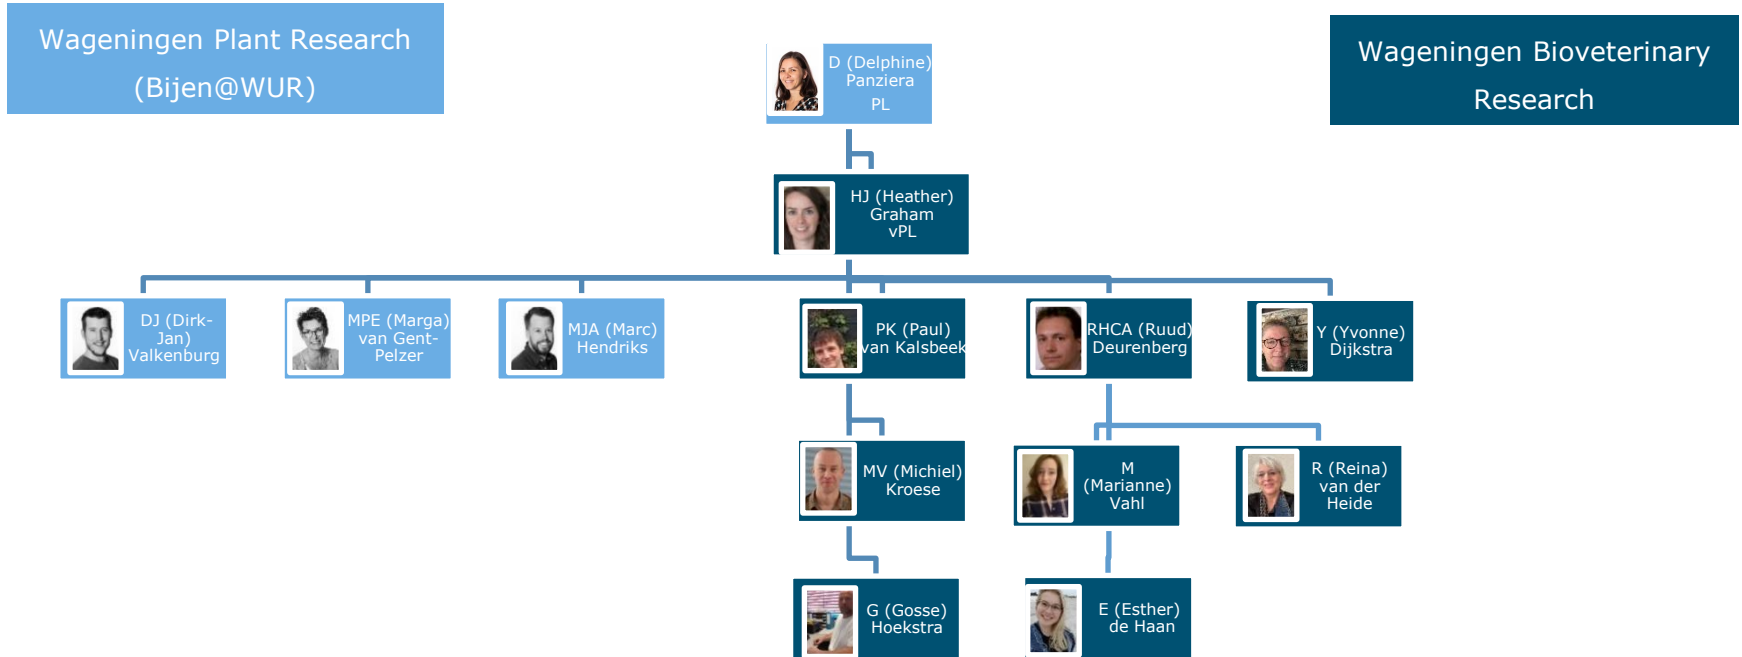 Wageningen Plant Research
(Bijen@WUR)
D (Delphine)
Panziera
PL
Wageningen Bioveterinary
Research
HJ (Heather)
Graham
vPL
DJ (Dirk-
Jan)
Valkenburg
MPE (Marga)
van Gent-
Pelzer
MJA (Marc)
Hendriks
PK (Paul)
van Kalsbeek
RHCA (Ruud)
Deurenberg
Y (Yvonne)
Dijkstra
MV (Michiel)
Kroese
M
(Marianne)
Vahl
R (Reina)
van der
Heide
G (Gosse)
Hoekstra
E (Esther)
de Haan